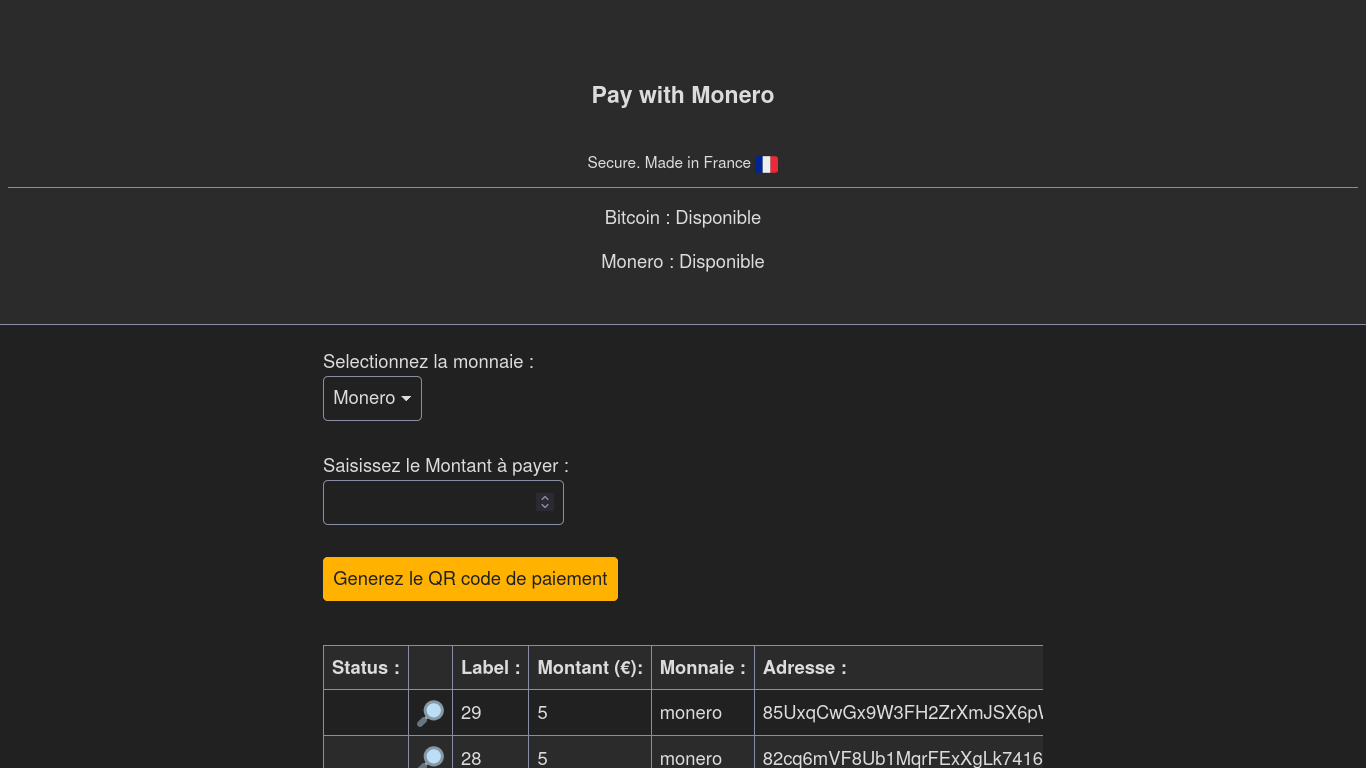 Pay with Monero
Secure. Made in France 🇫🇷
Bitcoin : Disponible
Monero : Disponible
Selectionnez la monnaie :
Monero
Saisissez le Montant à payer :
Generez le QR code de paiement
Status : Label : Montant (€): Monnaie : Adresse :
29 5 monero 85UxqCwGx9W3FH2ZrXmJSX6p
28 5 monero 82cq6mVF8Ub1MqrFExXgLk7416